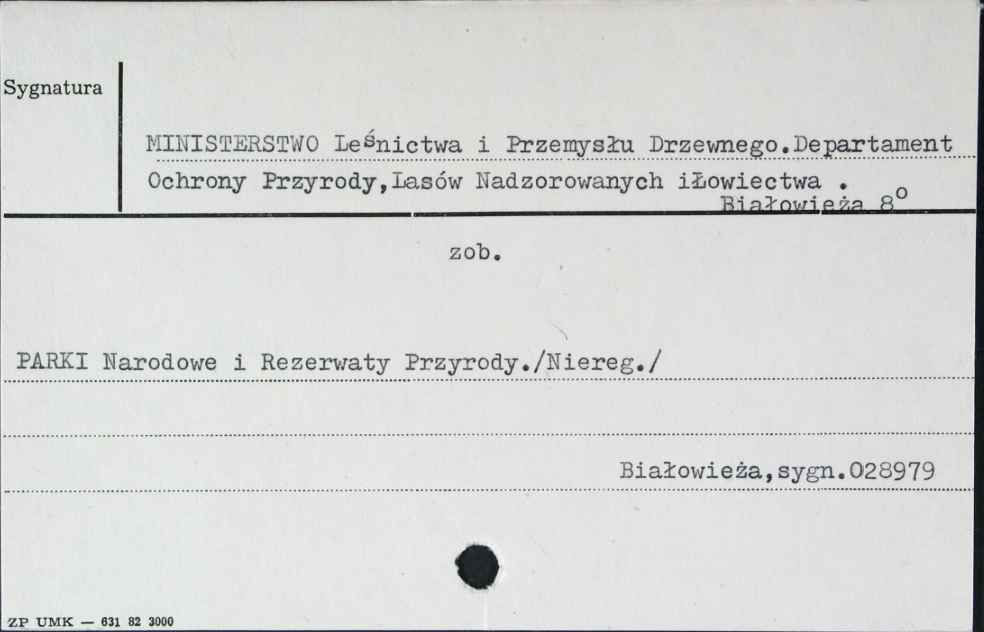 Sygnatura
MINISTERSTWO Leśnictwa i Przemysłu Drzewnego.Departament
Ochrony Przyrody,Lasów Nadzorowanych iŁowiectwa .
Białowieża 8º
zob.
PARKI Narodowe i Rezerwaty Przyrody./Niereg./
Białowieża,sygn.028979
ZP UMK — 631 82 3000